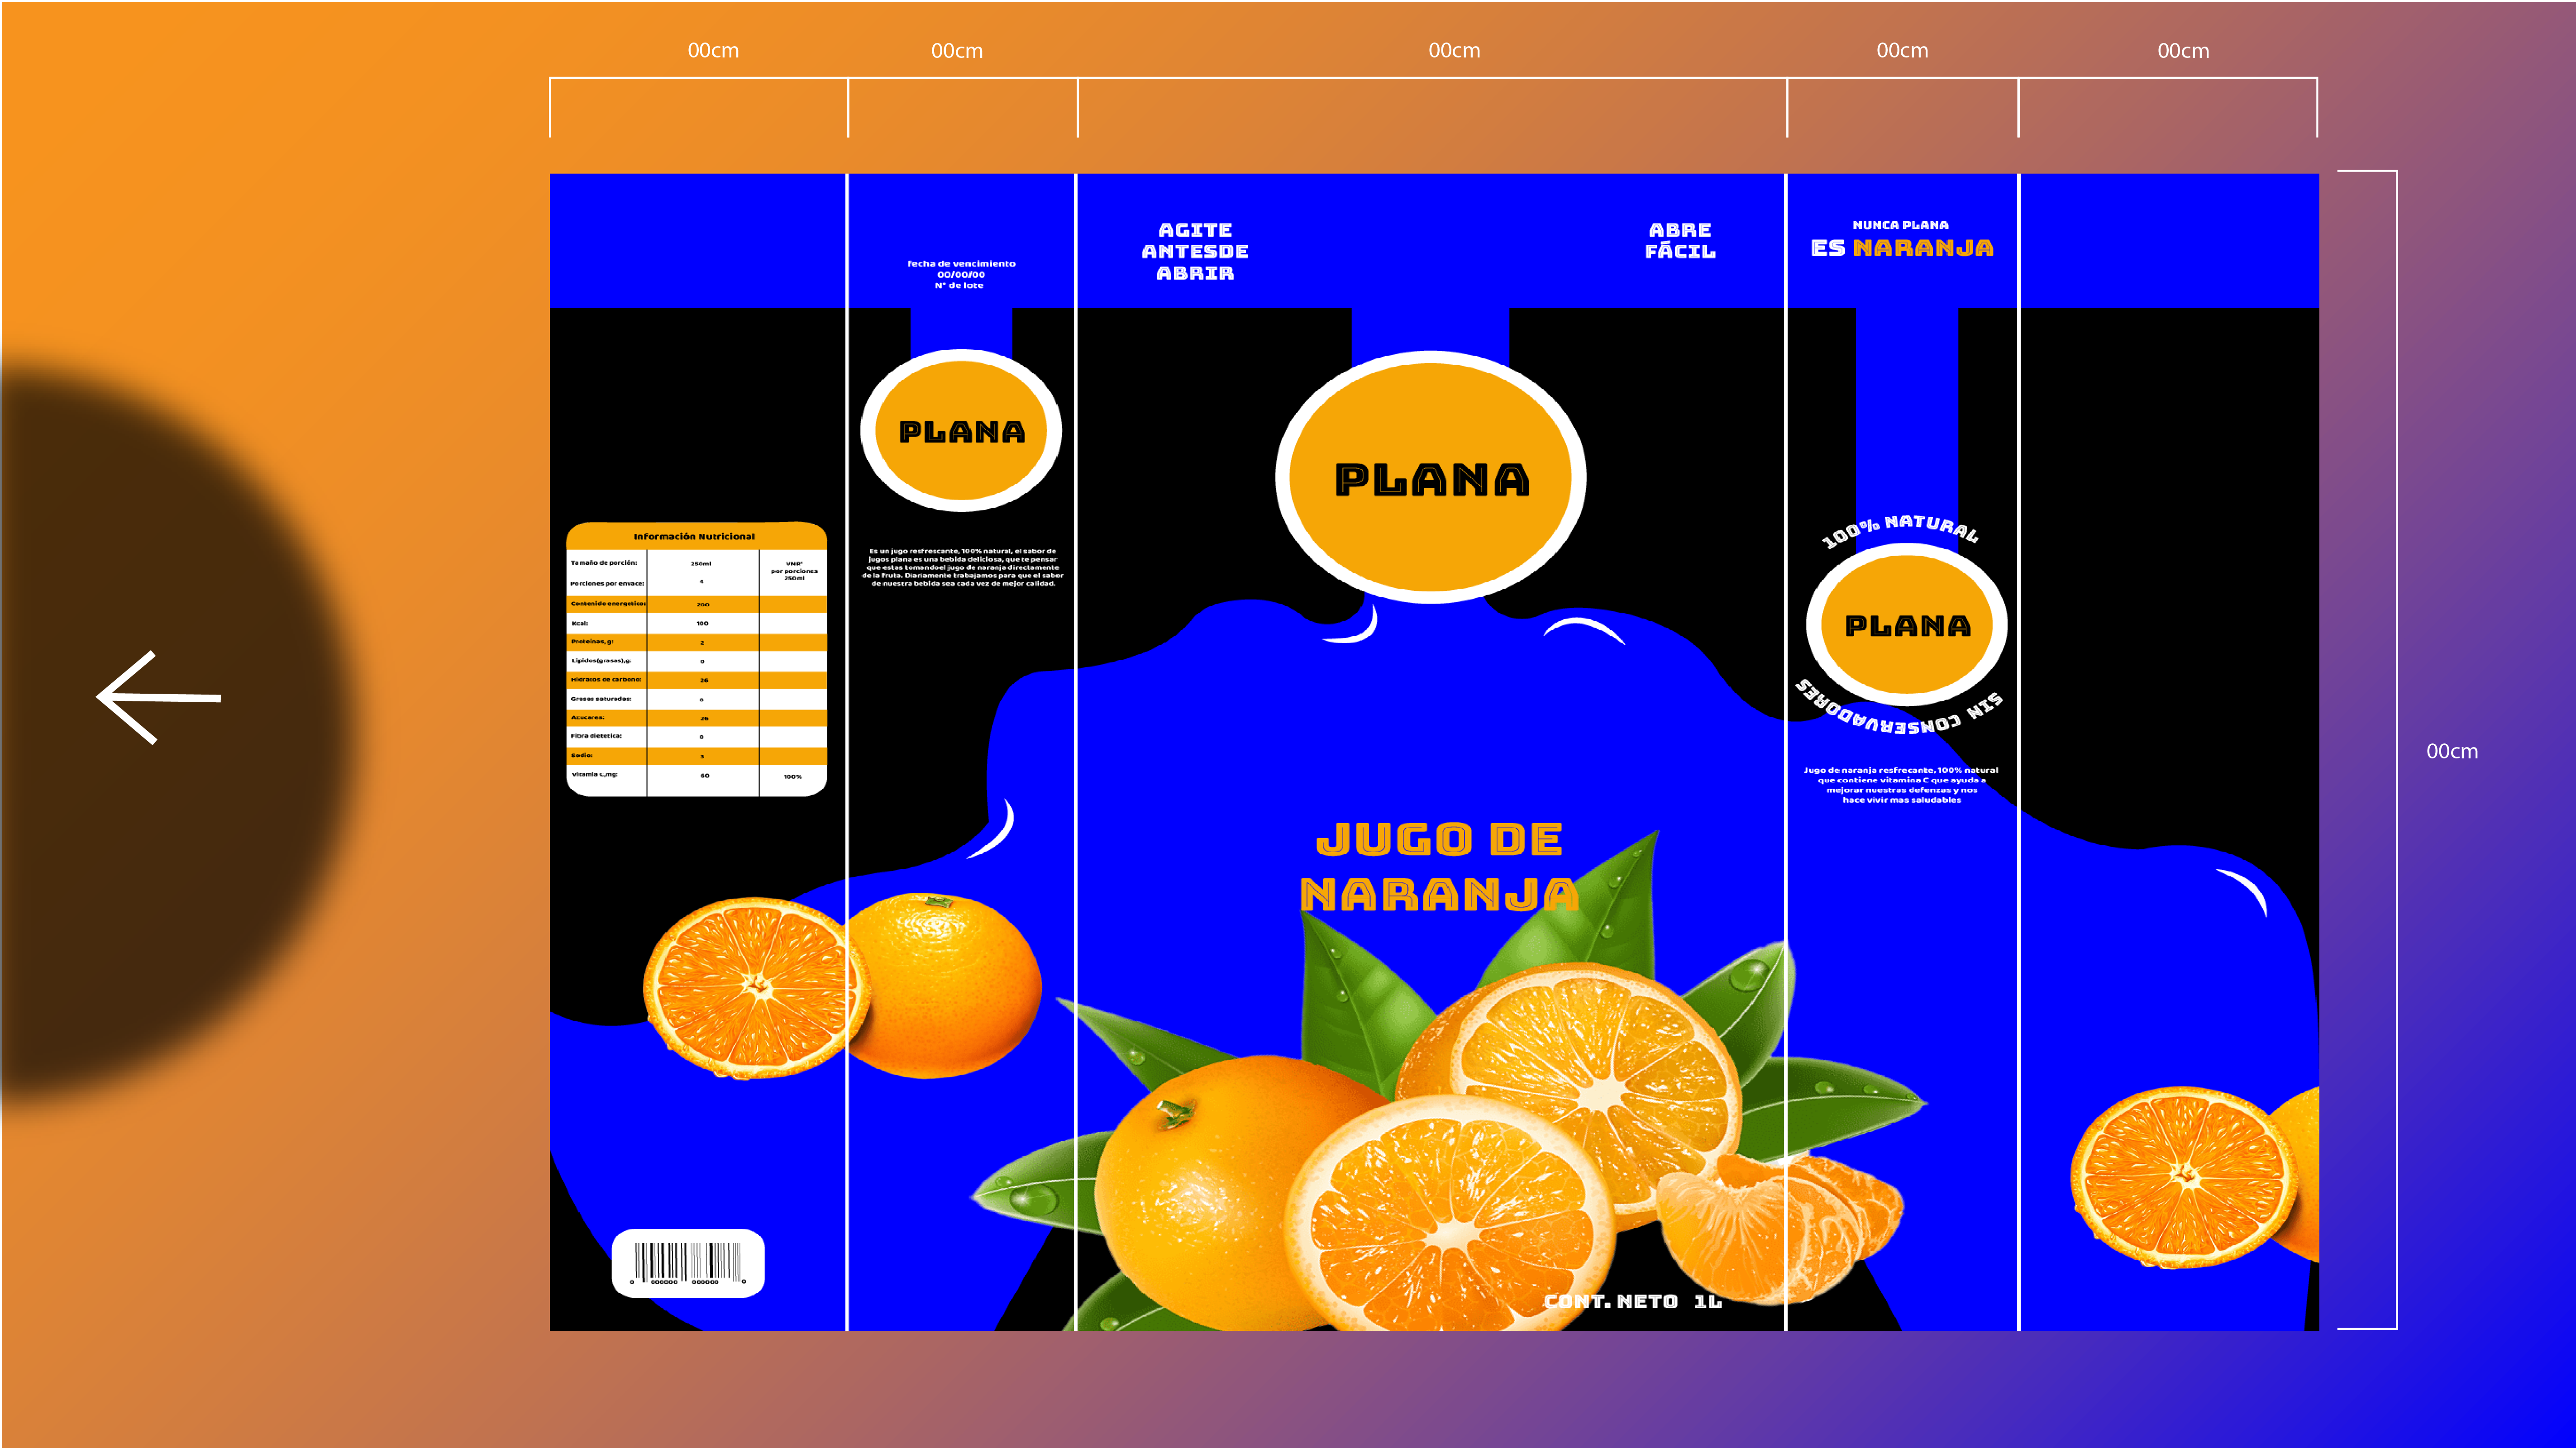 00cm
00cm
00cm
00cm
00cm
fecha de vencimiento
00/00/00
N° de lote
AGITE
ANTESDE
ABRIR
ABRE
FÁCIL
NUNCA PLANA
ES NARANJA
PLANA
PLANA
100% NATURAL
PLANA
SIN CONSERVADORES
Información Nutricional
Tamaño de porción: 250ml VNR*
por porciones
250ml
Porciones por envace: 4
Contenido energetico: 200
Kcal: 100
Proteínas, g: 2
Lípidos(grasas),g: 0
Hidratos de carbono: 26
Grasas saturadas: 0
Azucares: 26
Fibra dietetica: 0
Sodio: 3
Vitamia C,mg: 60 100%
Es un jugo resfrescante, 100% natural, el sabor de
jugos plana es una bebida deliciosa, que te pensar
que estas tomandoel jugo de naranja directamente
de la fruta. Diariamente trabajamos para que el sabor
de nuestra bebida sea cada vez de mejor calidad.
Jugo de naranja resfrecante, 100% natural
que contiene vitamina C que ayuda a
mejorar nuestras defenzas y nos
hace vivir mas saludables
00cm
JUGO DE
NARANJA
0 000000 000000 0
CONT. NETO 1L